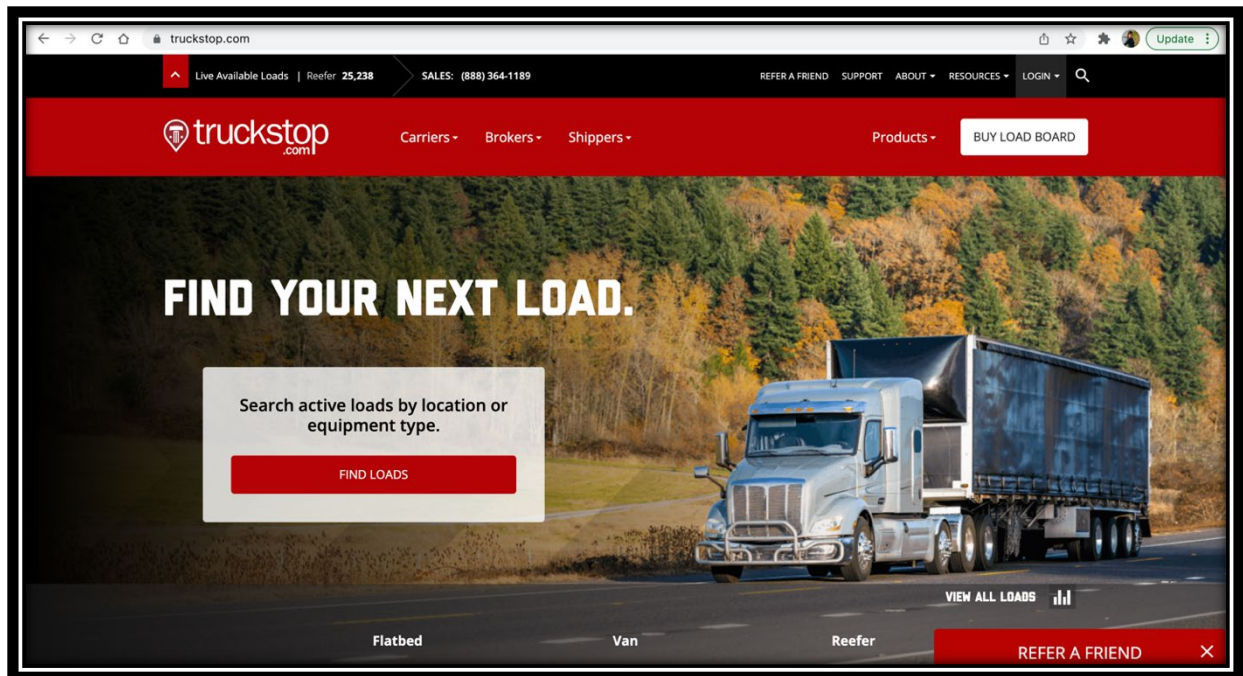 truckstop.com
Update
Live Available Loads | Reefer 25,238
SALES: (888) 364-1189
REFER A FRIEND
SUPPORT
ABOUT
RESOURCES
LOGIN
truckstop
.com
Carriers
Brokers
Shippers
Products
BUY LOAD BOARD
FIND YOUR NEXT LOAD.
Search active loads by location or
equipment type.
FIND LOADS
VIEW ALL LOADS
Flatbed
Van
Reefer
REFER A FRIEND